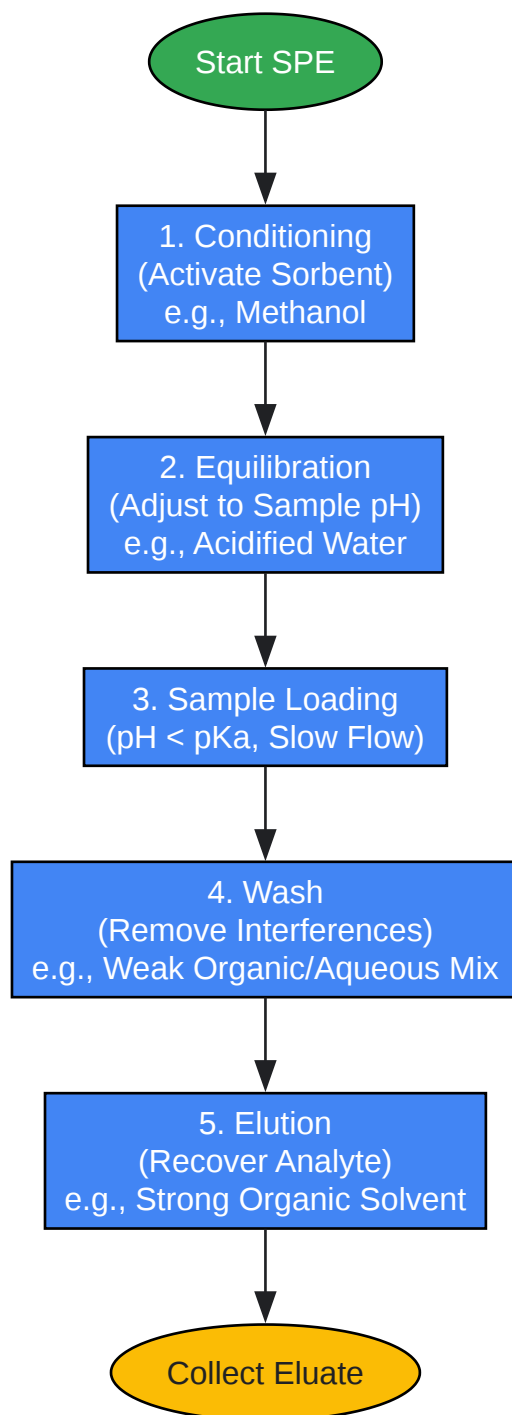 Start SPE
1. Conditioning
(Activate Sorbent)
e.g., Methanol
2. Equilibration
(Adjust to Sample pH)
e.g., Acidified Water
3. Sample Loading
(pH < pKa, Slow Flow)
4. Wash
(Remove Interferences)
e.g., Weak Organic/Aqueous Mix
5. Elution
(Recover Analyte)
e.g., Strong Organic Solvent
Collect Eluate